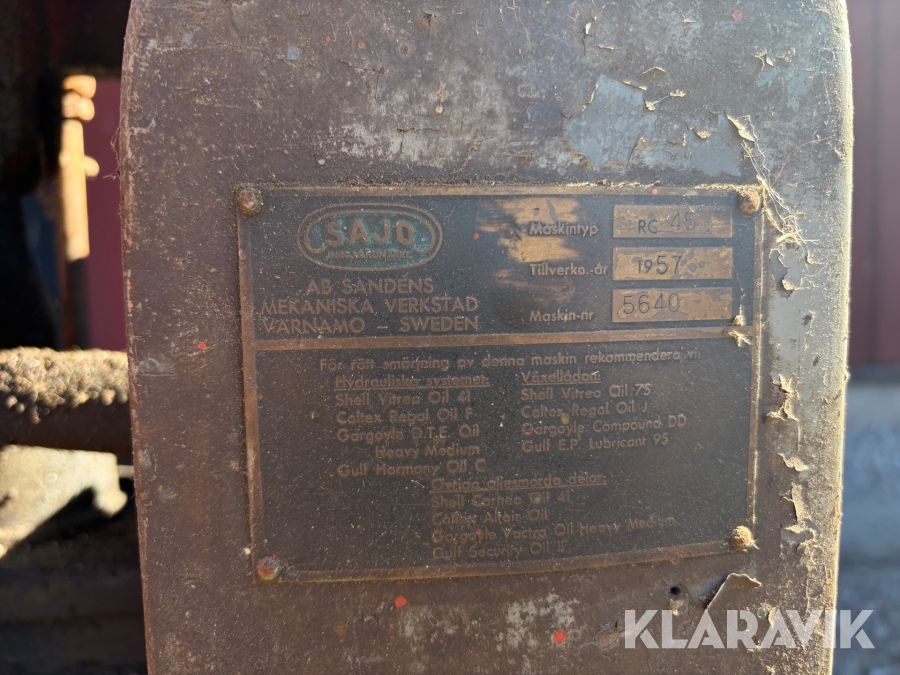 SAJO
AB SANDENS
MEKANISKA VERKSTAD
VÄRNAMO – SWEDEN
Maskintyp RC 45
Tillverkn.-år 1957
Maskin-nr 5640
För rätt smörjning av denna maskin rekommendera vi:
Hydrauliska systemet:
Shell Vitrea Oil 41
Caltex Regal Oil F
Gargoyle D.T.E. Oil
Heavy Medium
Gulf Harmony Oil C
Växellådan:
Shell Vitrea Oil 75
Caltex Regal Oil J
Gargoyle Compound DD
Gulf E.P. Lubricant 95
Övriga oljesmorda delar:
Shell Carnea Oil 41
Caltex Altair Oil
Gargoyle Vactra Oil Heavy Medium
Gulf Security Oil B
KLARAVIK